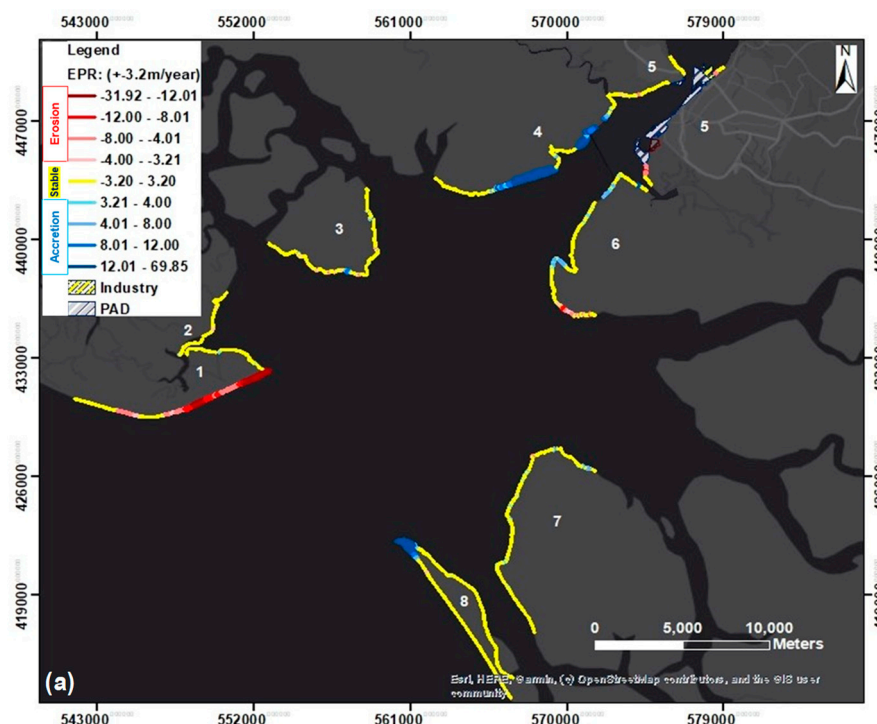 543000 552000 561000 570000 579000
Legend
EPR: (+-3.2m/year)
-31.92 - -12.01
-12.00 - -8.01
-8.00 - -4.01
-4.00 - -3.21
-3.20 - 3.20
3.21 - 4.00
4.01 - 8.00
8.01 - 12.00
12.01 - 69.85
Industry
PAD
Erosion
Stable
Accretion
N
447000
440000
433000
426000
419000
5
5
4
3
6
2
1
7
8
0 5,000 10,000
Meters
(a)
Esri, HERE, Garmin, (c) OpenStreetMap contributors, and the GIS user
community
543000 552000 561000 570000 579000